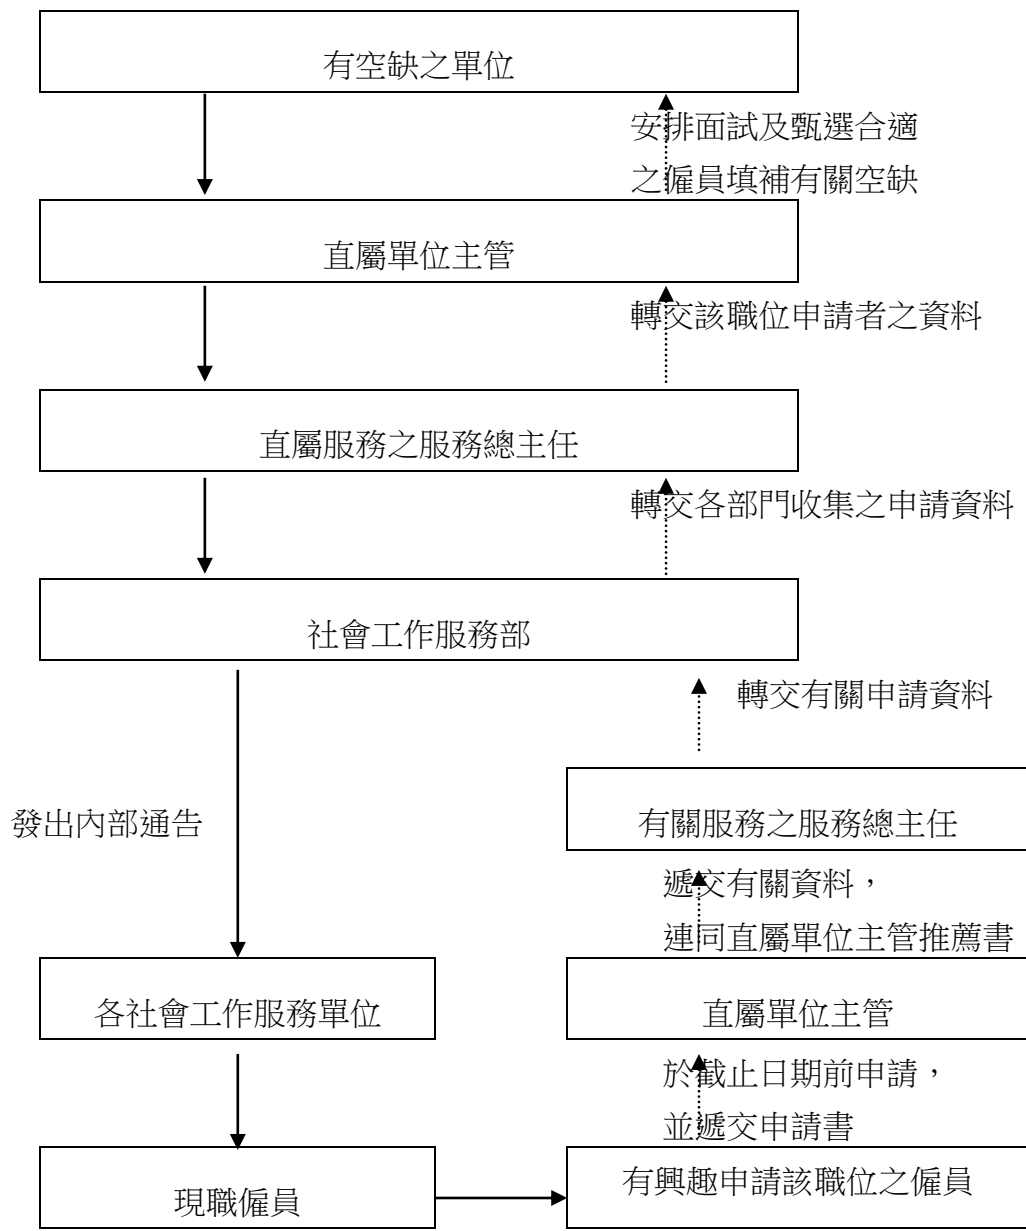 有空缺之單位
安排面試及甄選合適
之僱員填補有關空缺
直屬單位主管
轉交該職位申請者之資料
直屬服務之服務總主任
轉交各部門收集之申請資料
社會工作服務部
轉交有關申請資料
發出內部通告
有關服務之服務總主任
遞交有關資料，
連同直屬單位主管推薦書
各社會工作服務單位
直屬單位主管
於截止日期前申請，
並遞交申請書
現職僱員
有興趣申請該職位之僱員